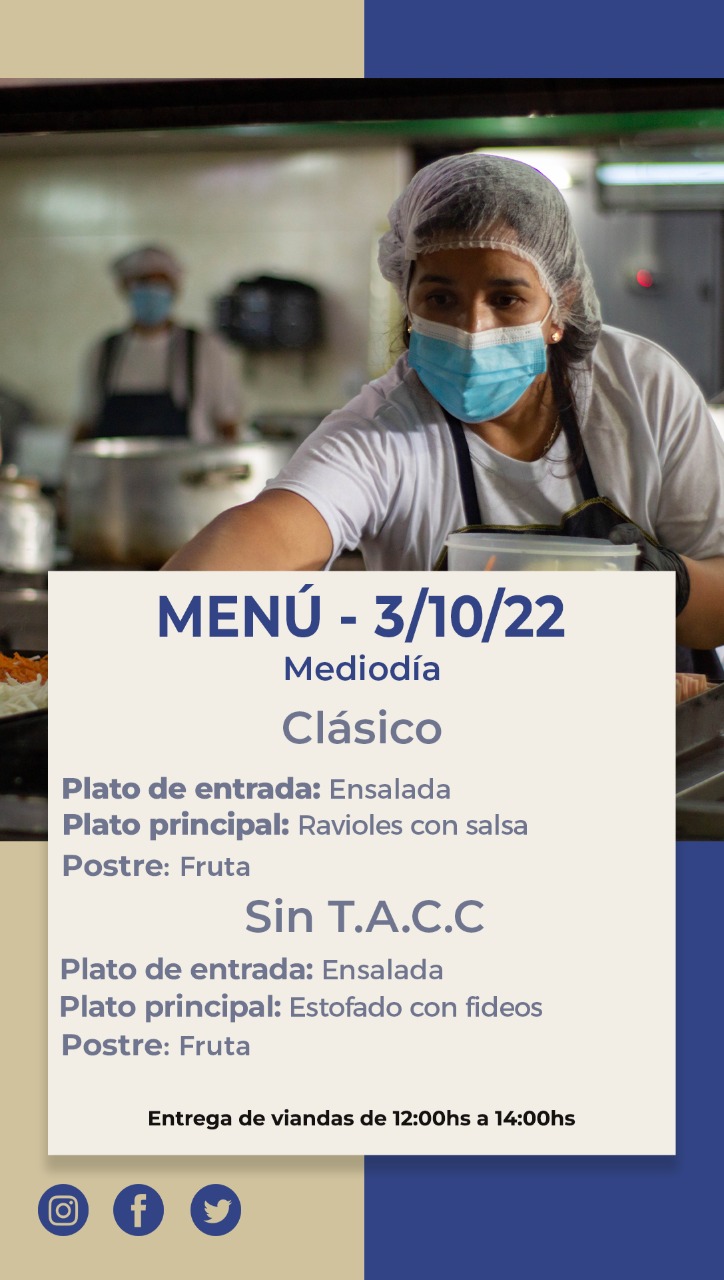 MENÚ - 3/10/22
Mediodía
Clásico
Plato de entrada: Ensalada
Plato principal: Ravioles con salsa
Postre: Fruta
Sin T.A.C.C
Plato de entrada: Ensalada
Plato principal: Estofado con fideos
Postre: Fruta
Entrega de viandas de 12:00hs a 14:00hs